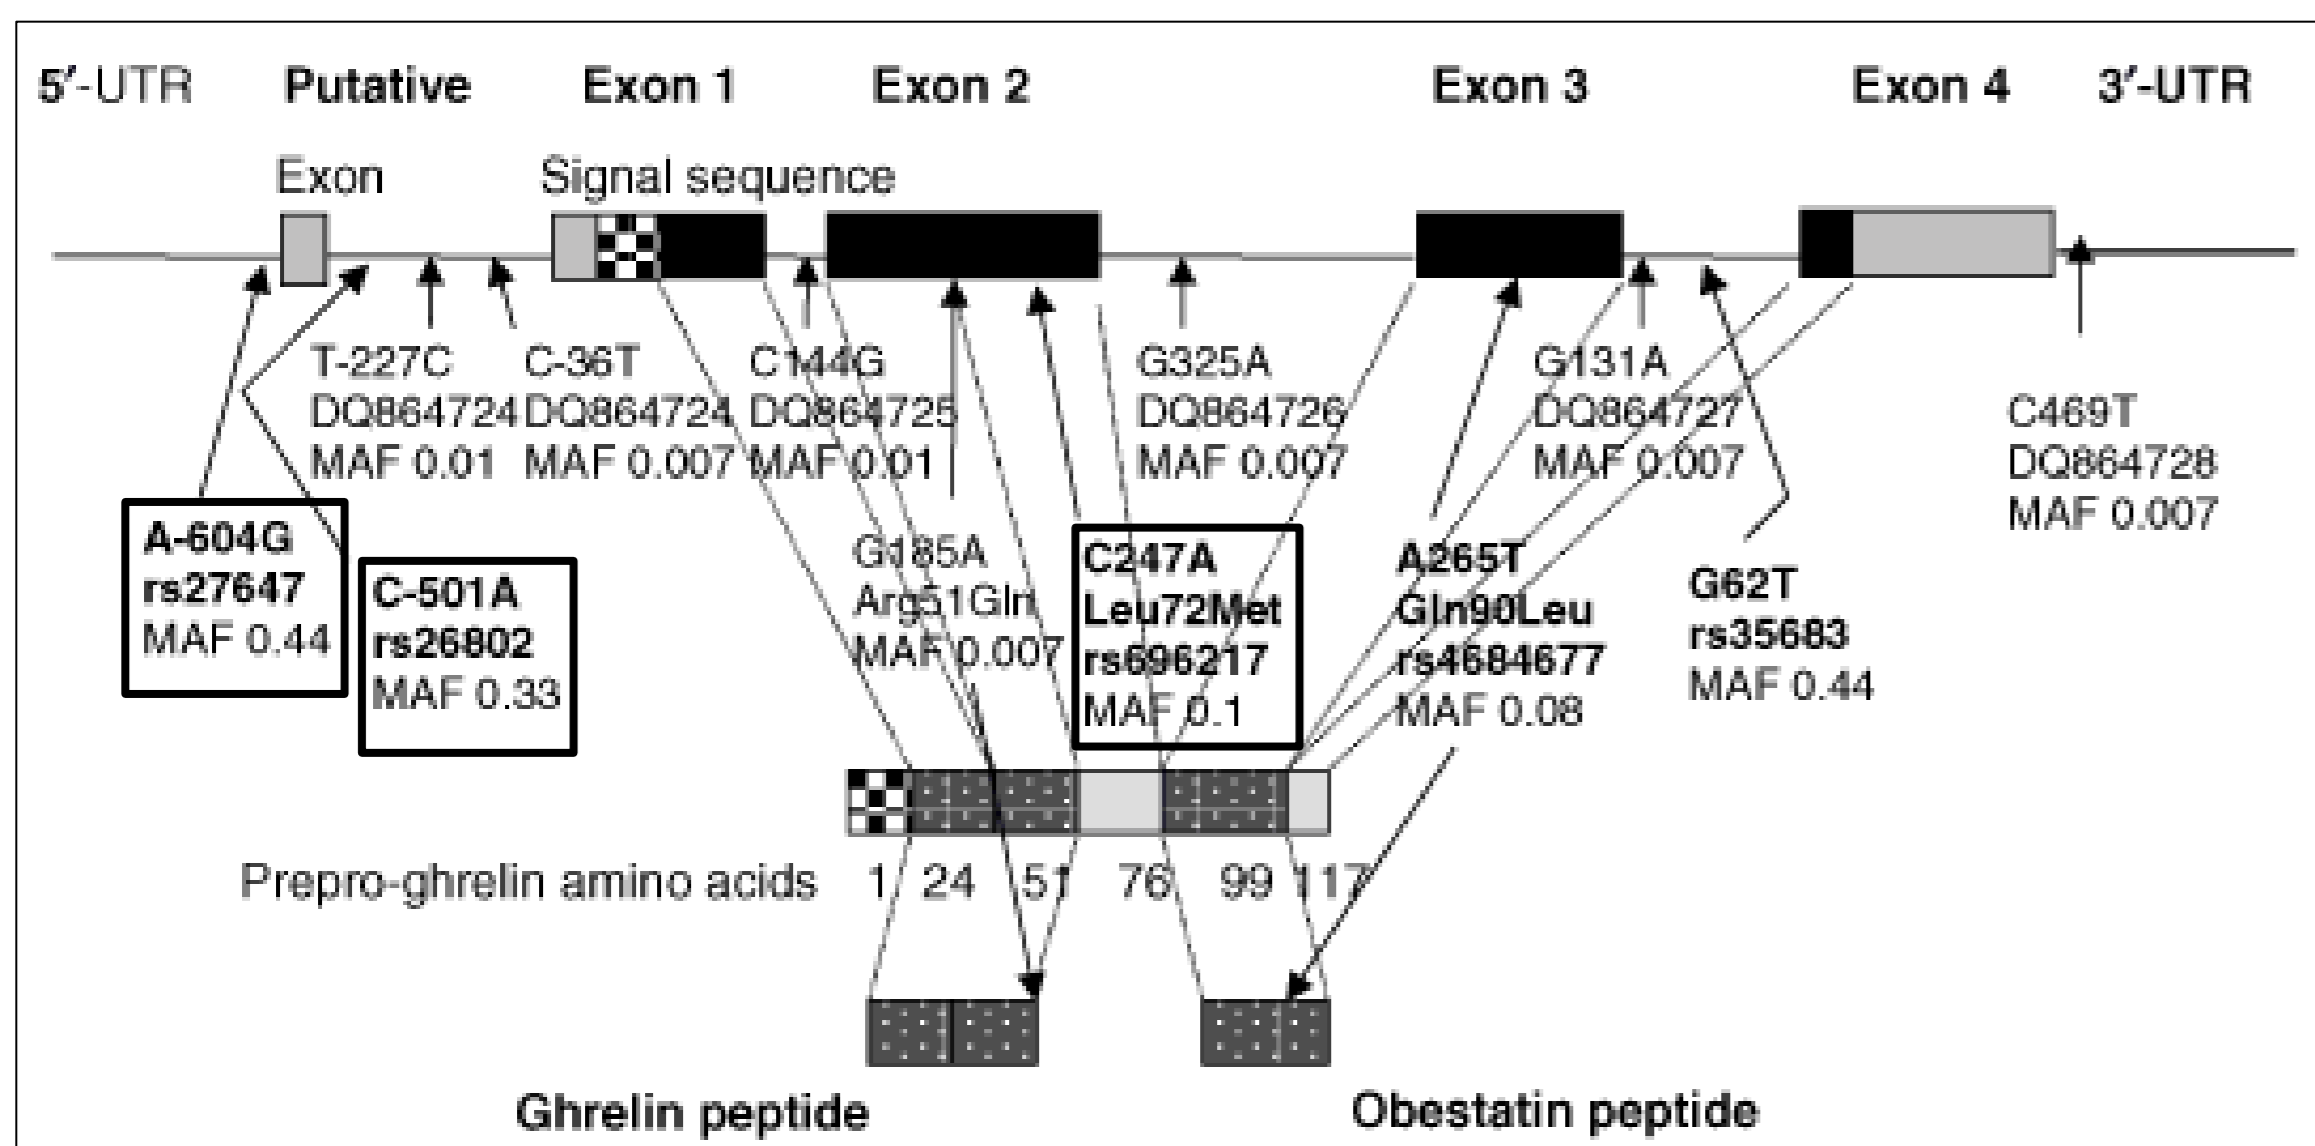 5′-UTR Putative Exon 1 Exon 2 Exon 3 Exon 4 3′-UTR
Exon Signal sequence
T-227C
DQ864724
MAF 0.01
C-36T
DQ864724
MAF 0.007
C144G
DQ864725
MAF 0.01
G325A
DQ864726
MAF 0.007
G131A
DQ864727
MAF 0.007
C469T
DQ864728
MAF 0.007
A-604G
rs27647
MAF 0.44
C-501A
rs26802
MAF 0.33
G185A
Arg51Gln
MAF 0.007
C247A
Leu72Met
rs696217
MAF 0.1
A265T
Gln90Leu
rs4684677
MAF 0.08
G62T
rs35683
MAF 0.44
Prepro-ghrelin amino acids 1 24 51 76 99 117
Ghrelin peptide Obestatin peptide